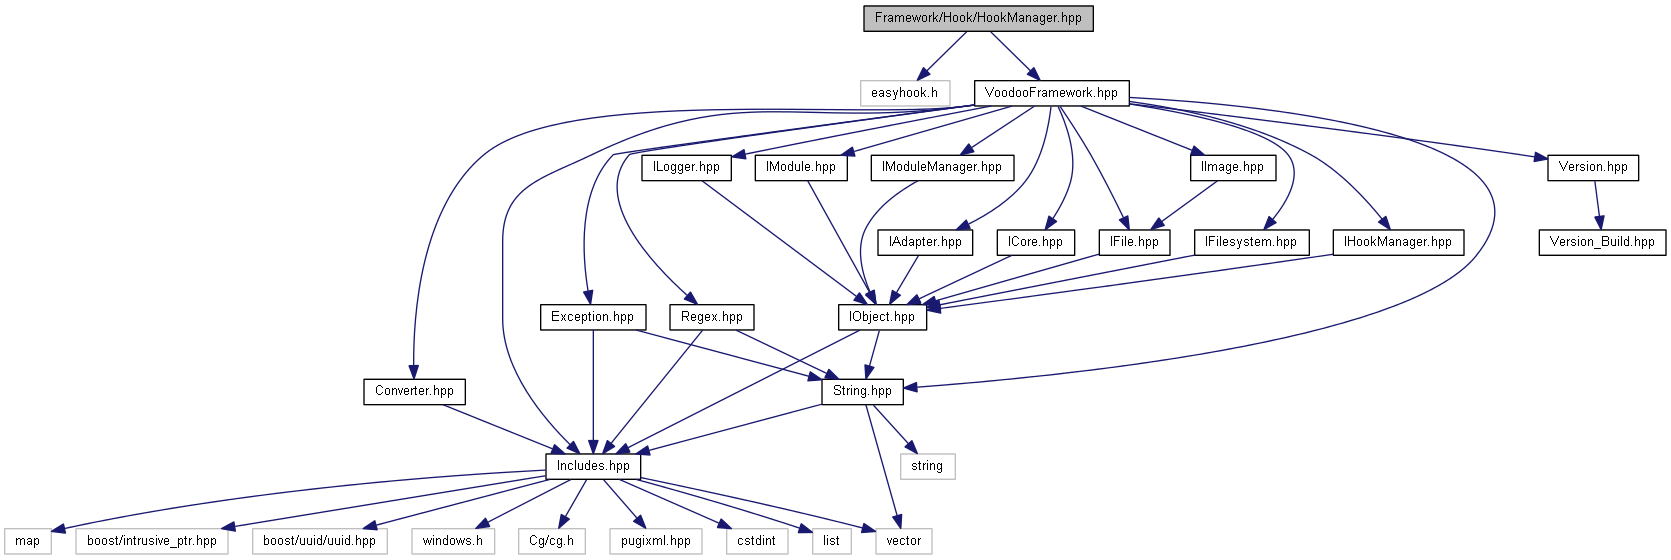 Framework/Hook/HookManager.hpp
easyhook.h
VoodooFramework.hpp
ILogger.hpp
IModule.hpp
IModuleManager.hpp
IImage.hpp
Version.hpp
IAdapter.hpp
ICore.hpp
IFile.hpp
IFilesystem.hpp
IHookManager.hpp
Version_Build.hpp
Exception.hpp
Regex.hpp
IObject.hpp
Converter.hpp
String.hpp
Includes.hpp
string
map
boost/intrusive_ptr.hpp
boost/uuid/uuid.hpp
windows.h
Cg/cg.h
pugixml.hpp
cstdint
list
vector